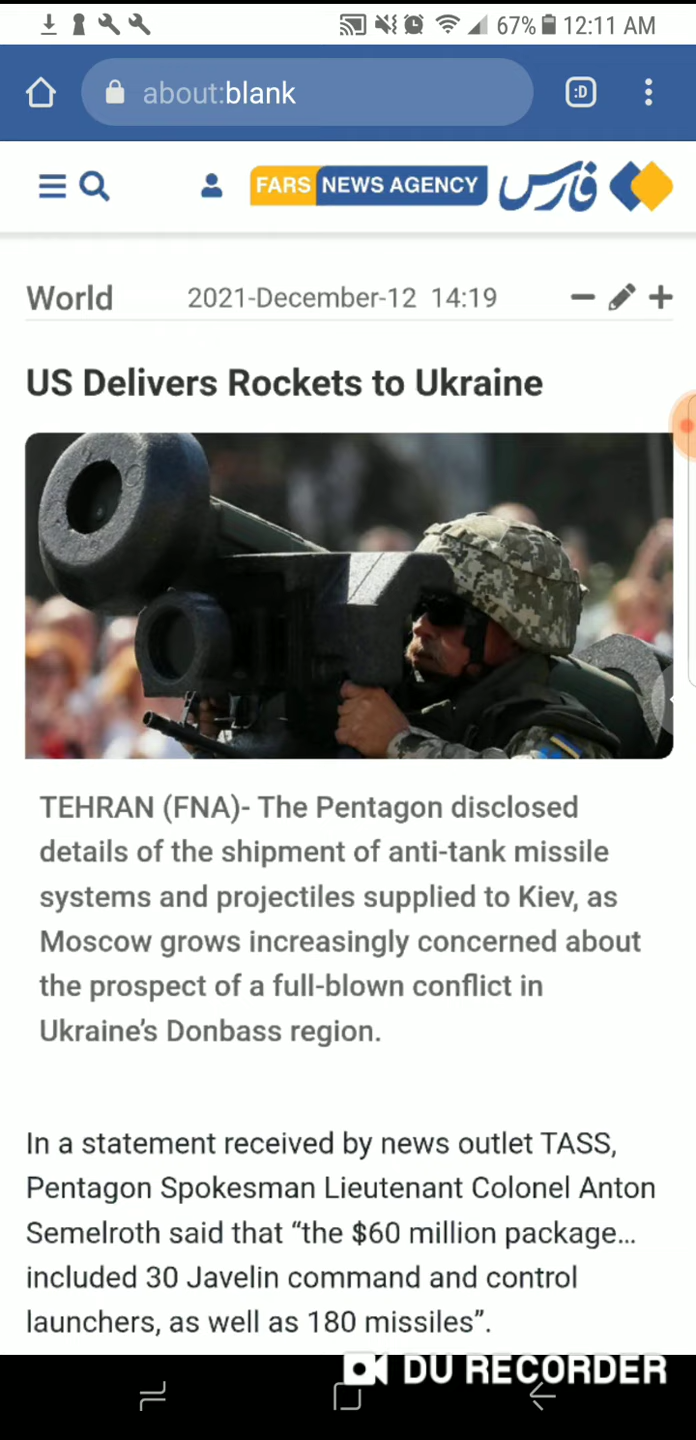 67% 12:11 AM
about:blank
:D
FARS NEWS AGENCY فارس
World 2021-December-12 14:19
US Delivers Rockets to Ukraine
TEHRAN (FNA)- The Pentagon disclosed
details of the shipment of anti-tank missile
systems and projectiles supplied to Kiev, as
Moscow grows increasingly concerned about
the prospect of a full-blown conflict in
Ukraine’s Donbass region.
In a statement received by news outlet TASS,
Pentagon Spokesman Lieutenant Colonel Anton
Semelroth said that “the $60 million package...
included 30 Javelin command and control
launchers, as well as 180 missiles”.
DU RECORDER